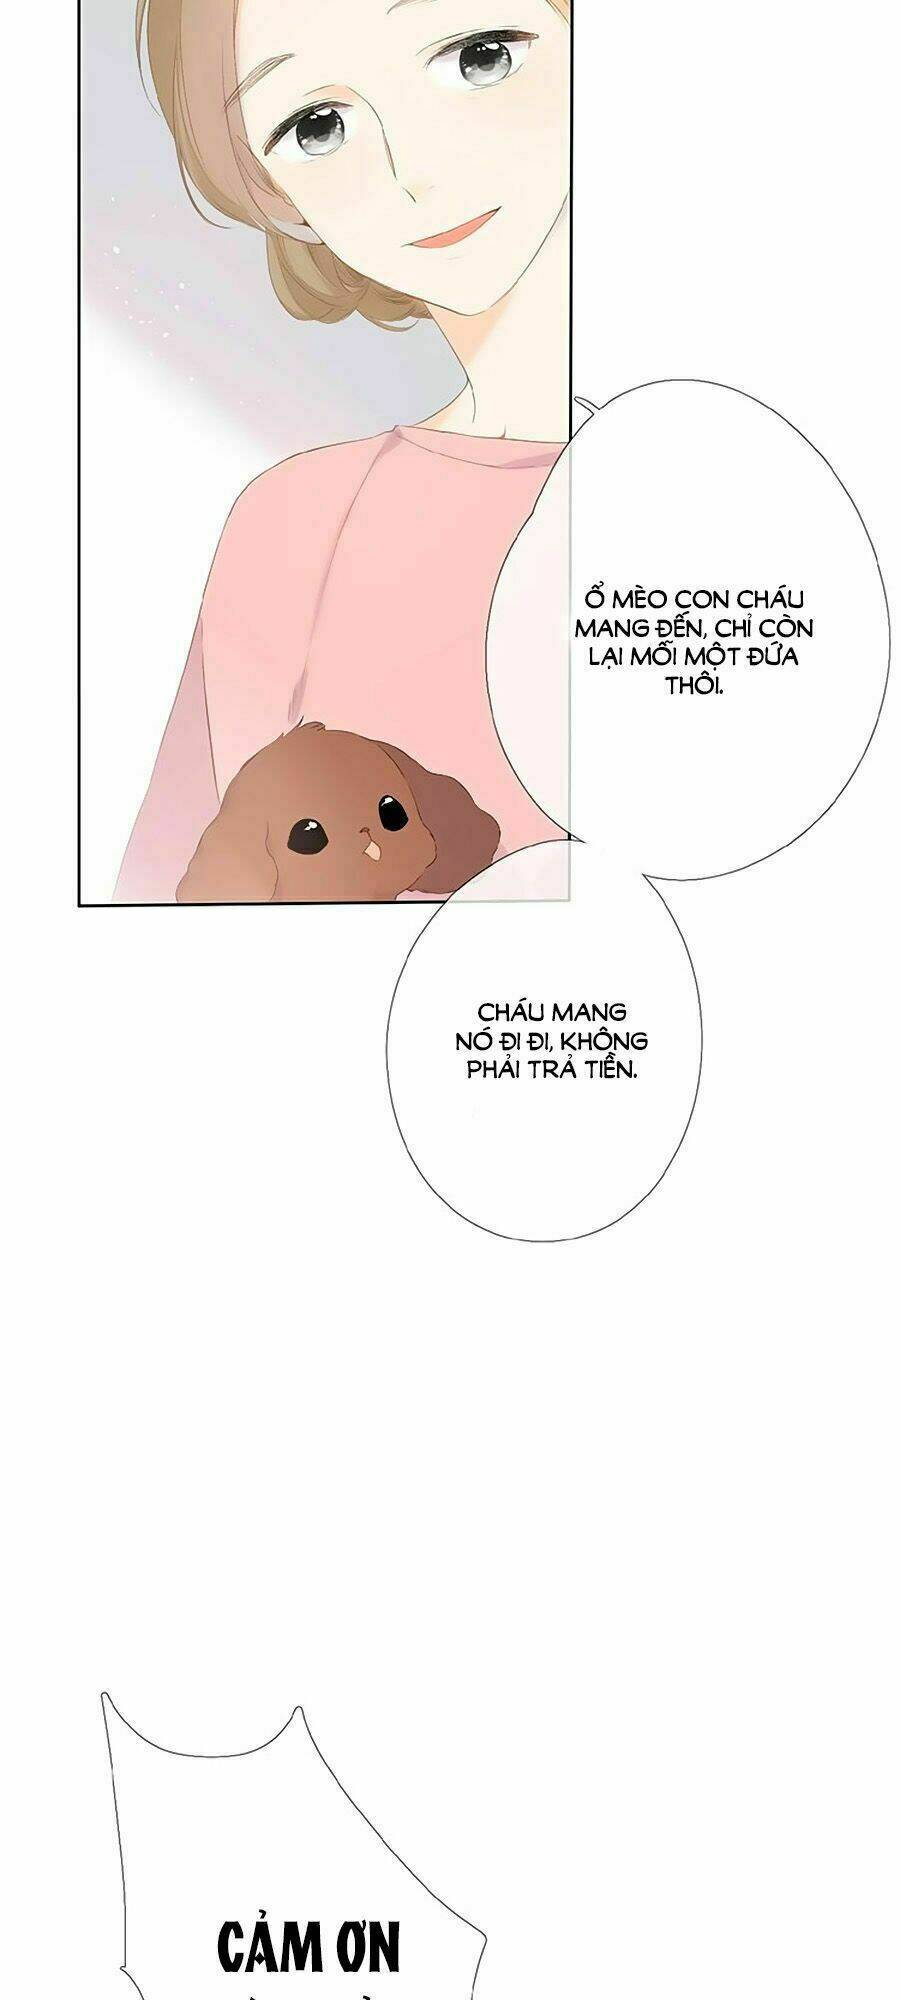 Ổ MÈO CON CHÁU
MANG ĐẾN, CHỈ CÒN
LẠI MỖI MỘT ĐỨA
THÔI.
CHÁU MANG
NÓ ĐI ĐI, KHÔNG
PHẢI TRẢ TIỀN.
CẢM ƠN